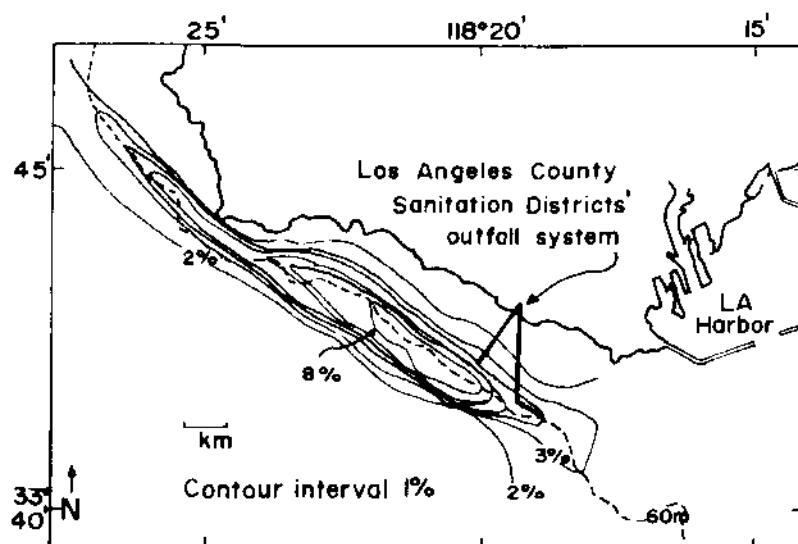 25'
118°20'
15'
45'
Los Angeles County
Sanitation Districts'
outfall system
2%
LA
Harbor
8%
km
3%
2%
Contour interval 1%
33°
40'
N
60m